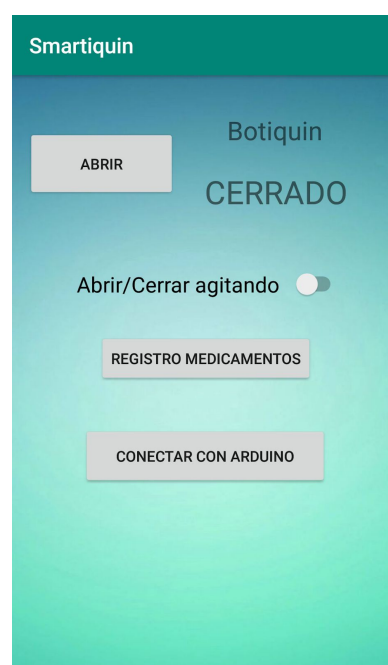 Smartiquin
Botiquin
ABRIR
CERRADO
Abrir/Cerrar agitando
REGISTRO MEDICAMENTOS
CONECTAR CON ARDUINO